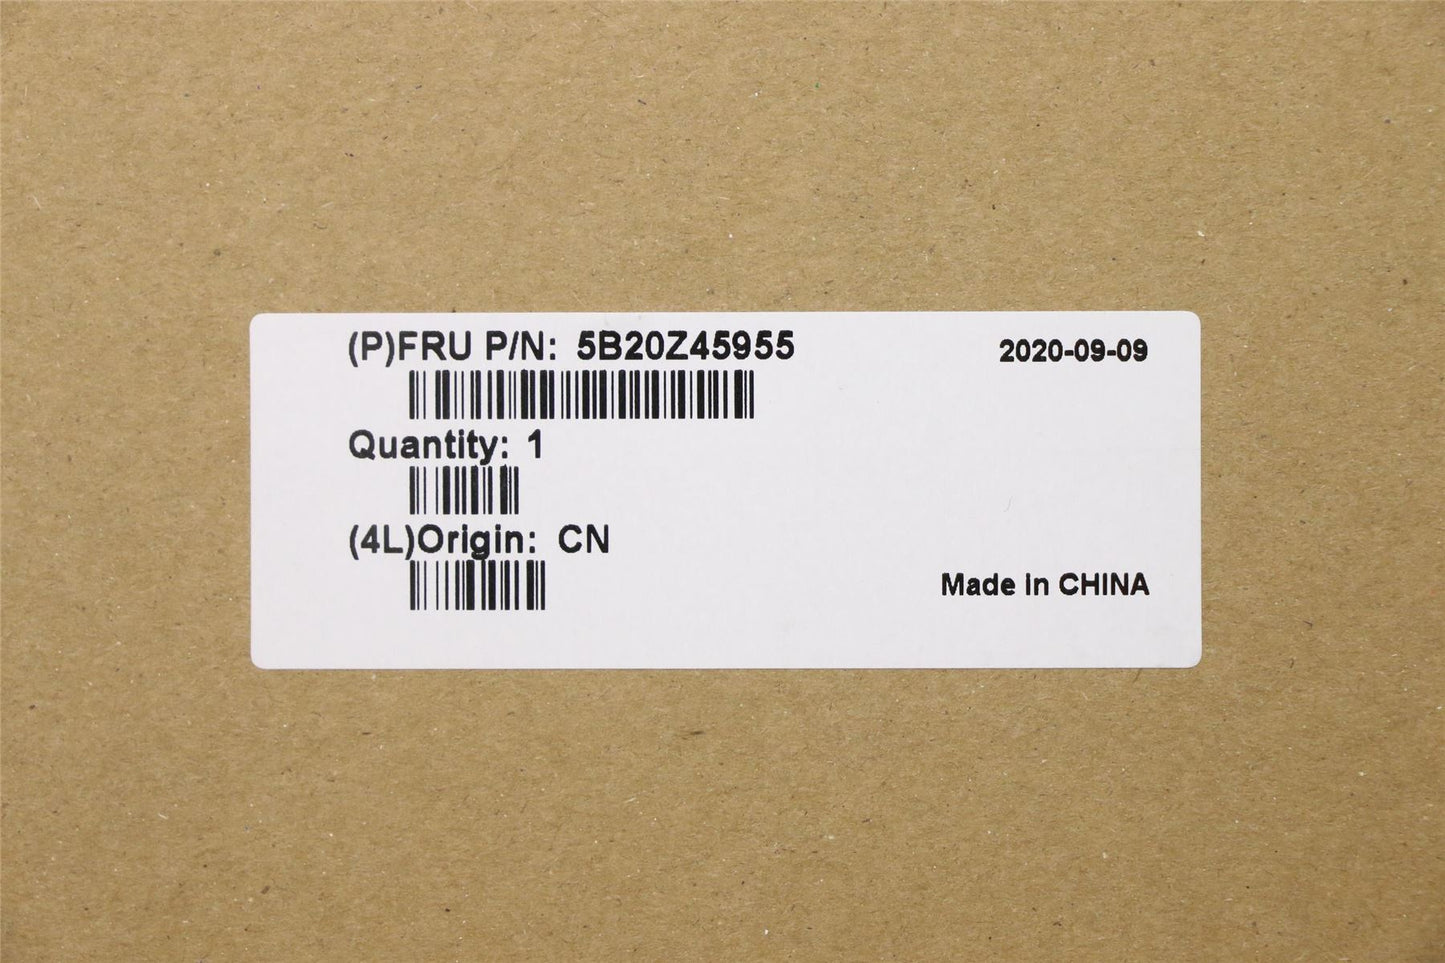 (P)FRU P/N: 5B20Z45955
2020-09-09
Quantity: 1
(4L)Origin: CN
Made in CHINA